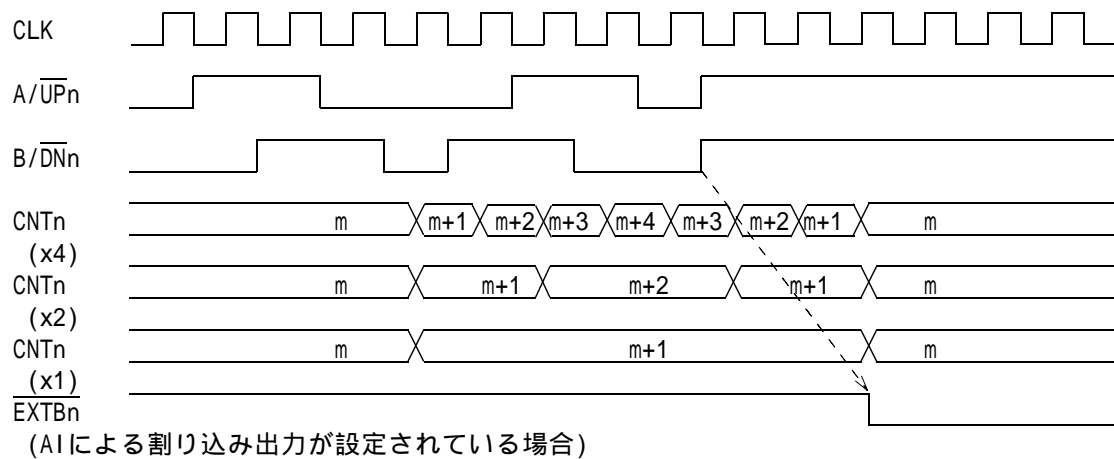 CLK
A/UPn
B/DNn
CNTn m m+1 m+2 m+3 m+4 m+3 m+2 m+1 m
(x4)
CNTn m m+1 m+2 m+1 m
(x2)
CNTn m m+1 m
(x1)
EXTBn
(AIによる割り込み出力が設定されている場合)